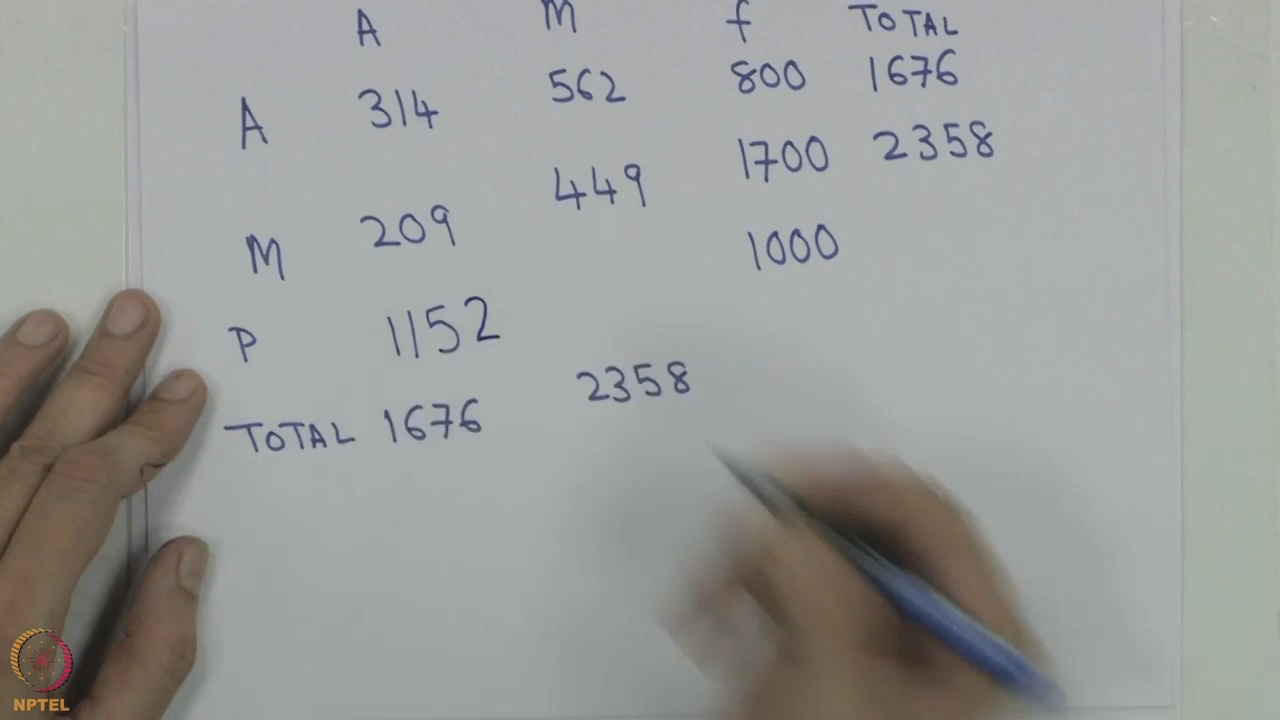 A M f TOTAL
A 314 562 800 1676
M 209 449 1700 2358
P 1152 1000
TOTAL 1676 2358
NPTEL